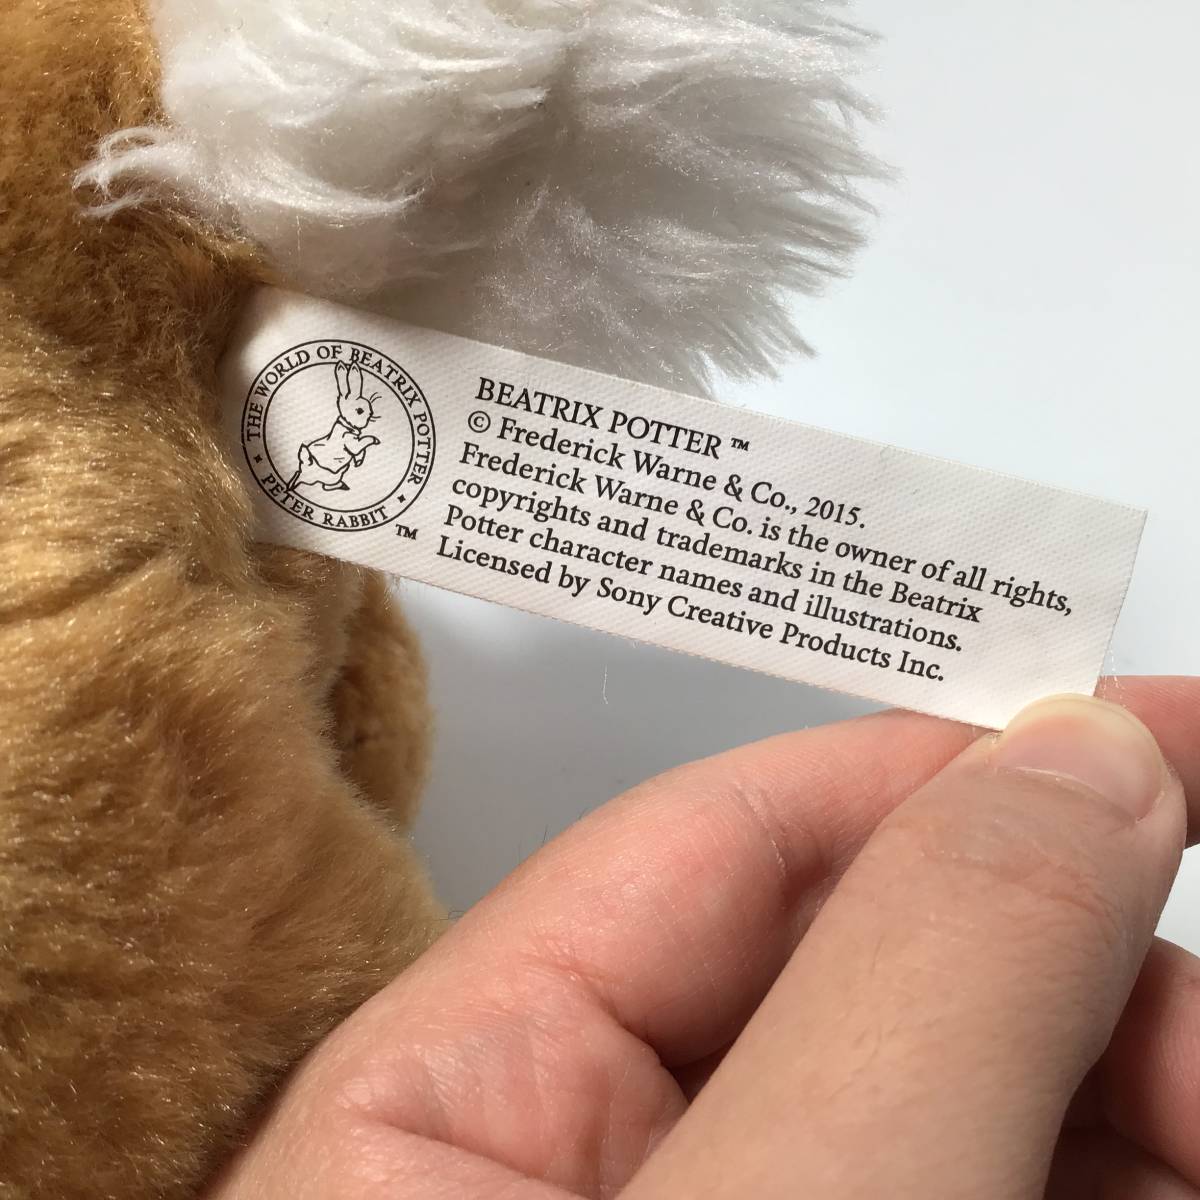 THE WORLD OF BEATRIX POTTER
★ PETER RABBIT ★
TM
BEATRIX POTTER ™
© Frederick Warne & Co., 2015.
Frederick Warne & Co. is the owner of all rights,
copyrights and trademarks in the Beatrix
Potter character names and illustrations.
Licensed by Sony Creative Products Inc.